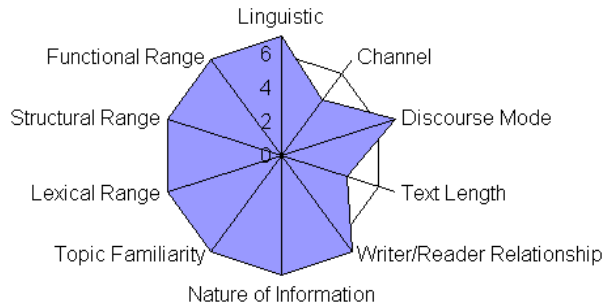 Linguistic
Functional Range
6
Channel
4
Structural Range
2
Discourse Mode
0
Lexical Range
Text Length
Topic Familiarity
Writer/Reader Relationship
Nature of Information